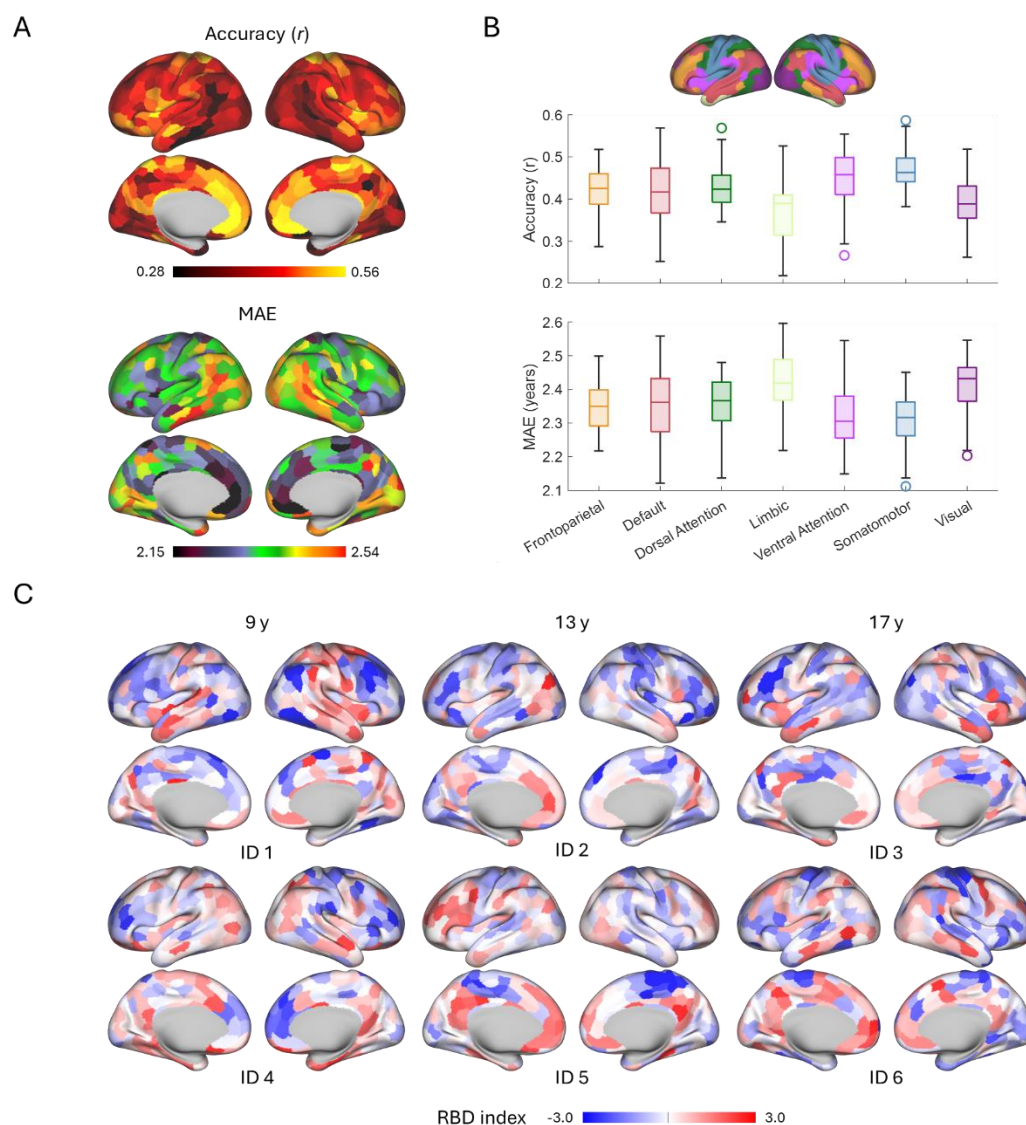 A
Accuracy (r)
0.28 0.56
MAE
2.15 2.54
B
0.6
0.5
0.4
0.3
0.2
Accuracy (r)
2.6
2.5
2.4
2.3
2.2
2.1
MAE (years)
Frontoparietal
Default
Dorsal Attention
Limbic
Ventral Attention
Somatomotor
Visual
C
9 y 13 y 17 y
ID 1 ID 2 ID 3
ID 4 ID 5 ID 6
RBD index -3.0 3.0